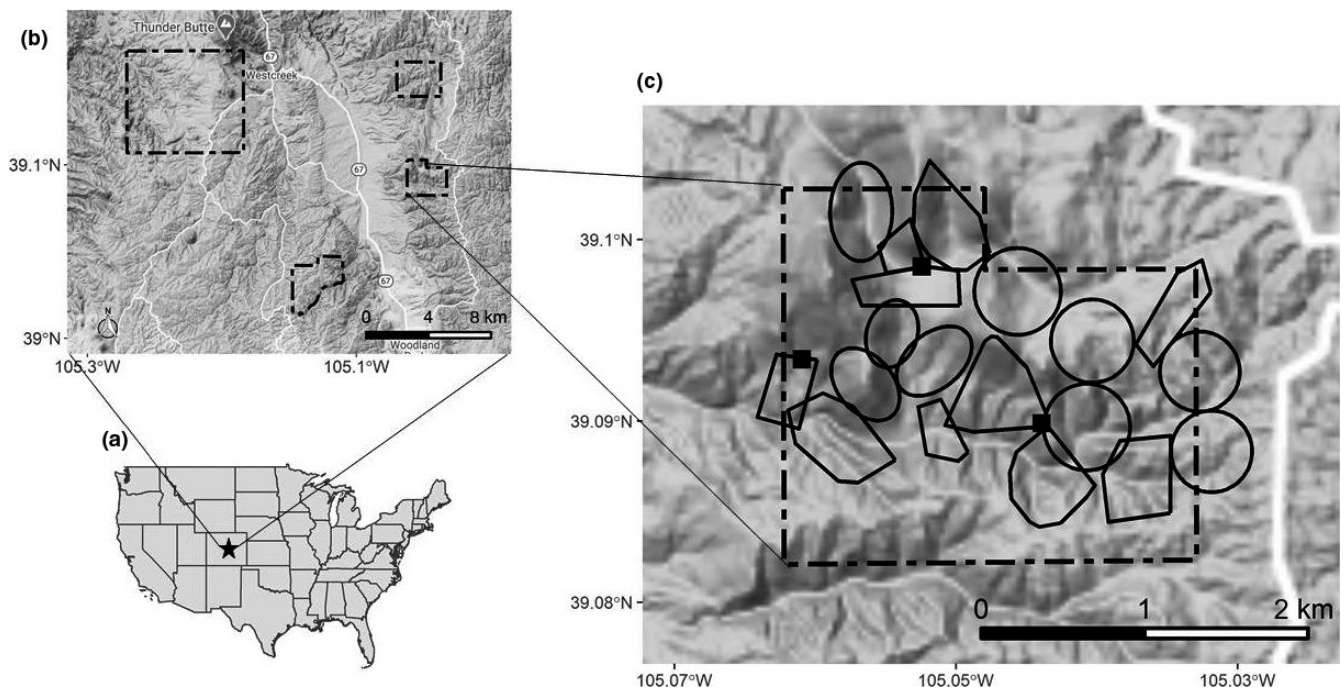 (b)
Thunder Butte
67
Westcreek
39.1°N
67
67
39°N
N
0 4 8 km
Woodland
105.3°W
105.1°W
(a)
(c)
39.1°N
39.09°N
39.08°N
0 1 2 km
105.07°W
105.05°W
105.03°W